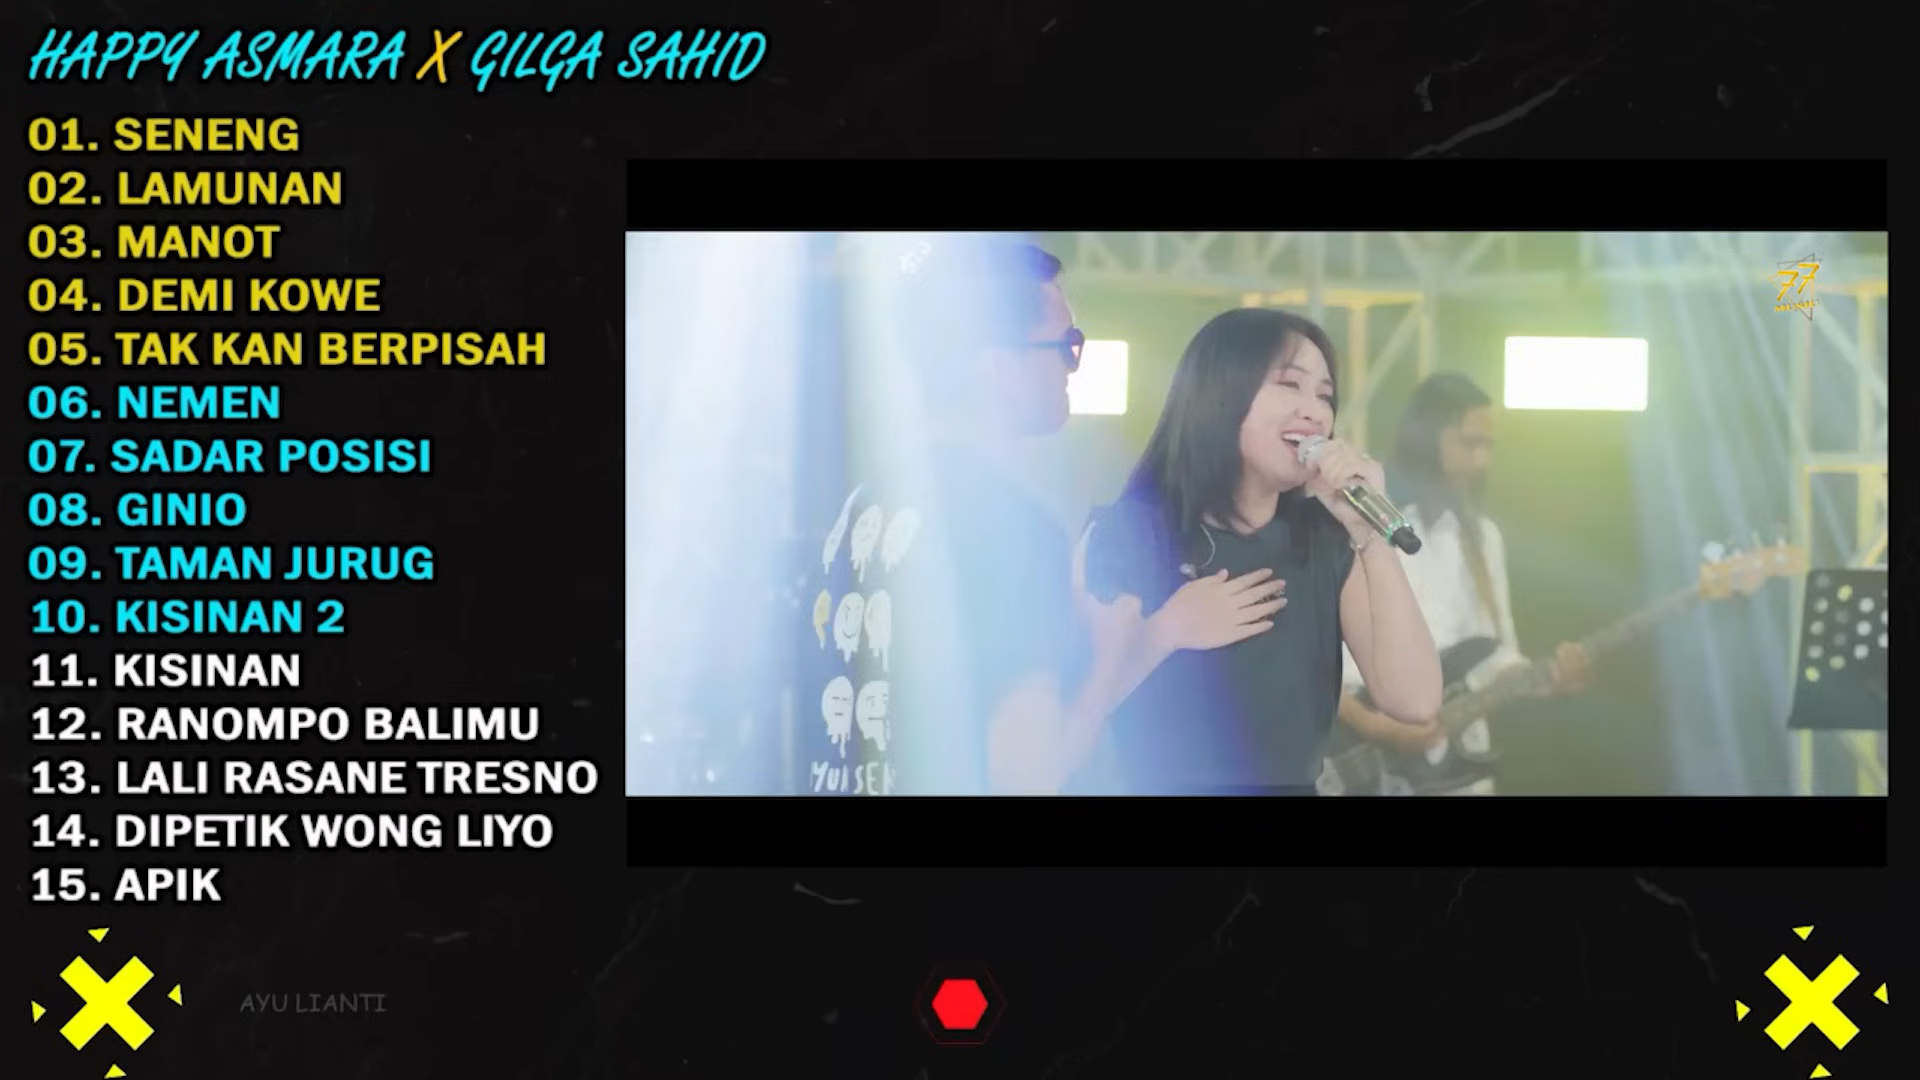 HAPPY ASMARA X GILGA SAHID
01. SENENG
02. LAMUNAN
03. MANOT
04. DEMI KOWE
05. TAK KAN BERPISAH
06. NEMEN
07. SADAR POSISI
08. GINIO
09. TAMAN JURUG
10. KISINAN 2
11. KISINAN
12. RANOMPO BALIMU
13. LALI RASANE TRESNO
14. DIPETIK WONG LIYO
15. APIK
77
MUSIC
AYU LIANTI